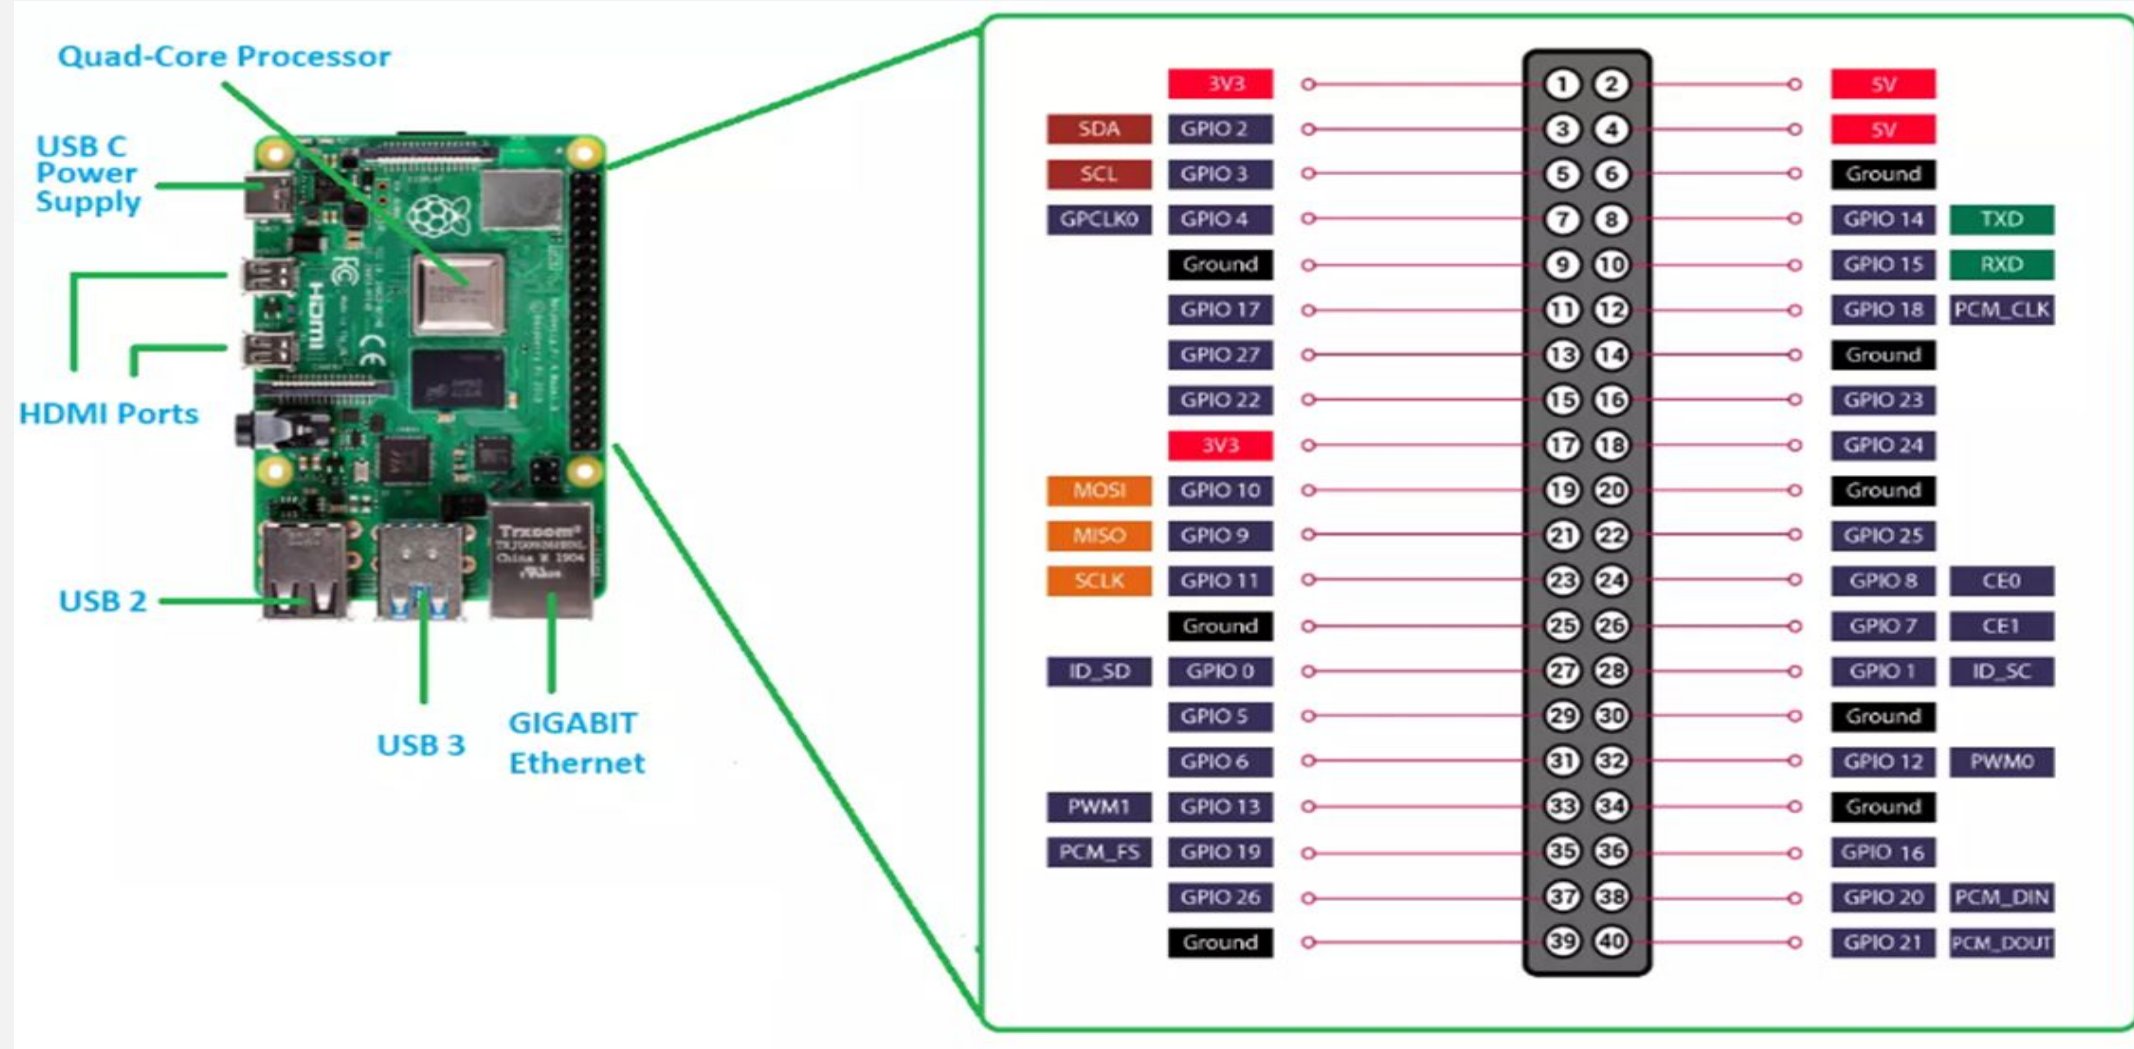 Quad-Core Processor
USB C
Power
Supply
HDMI Ports
HDMI
Trxcom
China
USB 2
USB 3
GIGABIT
Ethernet
3V3 1 2 5V
SDA GPIO 2 3 4 5V
SCL GPIO 3 5 6 Ground
GPCLK0 GPIO 4 7 8 GPIO 14 TXD
Ground 9 10 GPIO 15 RXD
GPIO 17 11 12 GPIO 18 PCM_CLK
GPIO 27 13 14 Ground
GPIO 22 15 16 GPIO 23
3V3 17 18 GPIO 24
MOSI GPIO 10 19 20 Ground
MISO GPIO 9 21 22 GPIO 25
SCLK GPIO 11 23 24 GPIO 8 CE0
Ground 25 26 GPIO 7 CE1
ID_SD GPIO 0 27 28 GPIO 1 ID_SC
GPIO 5 29 30 Ground
GPIO 6 31 32 GPIO 12 PWM0
PWM1 GPIO 13 33 34 Ground
PCM_FS GPIO 19 35 36 GPIO 16
GPIO 26 37 38 GPIO 20 PCM_DIN
Ground 39 40 GPIO 21 PCM_DOUT